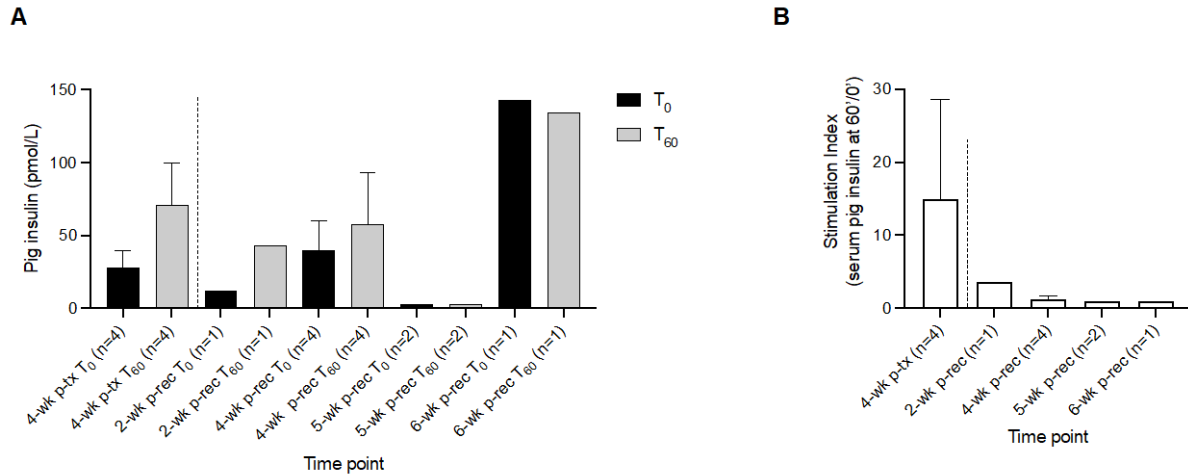 A
Pig insulin (pmol/L)
150
100
50
0
4-wk p-tx T0 (n=4)
4-wk p-tx T60 (n=4)
2-wk p-rec T0 (n=1)
2-wk p-rec T60 (n=1)
4-wk p-rec T0 (n=4)
4-wk p-rec T60 (n=4)
5-wk p-rec T0 (n=2)
5-wk p-rec T60 (n=2)
6-wk p-rec T0 (n=1)
6-wk p-rec T60 (n=1)
Time point
T0
T60
B
Stimulation Index
(serum pig insulin at 60'/0')
30
20
10
0
4-wk p-tx (n=4)
2-wk p-rec (n=1)
4-wk p-rec (n=4)
5-wk p-rec (n=2)
6-wk p-rec (n=1)
Time point